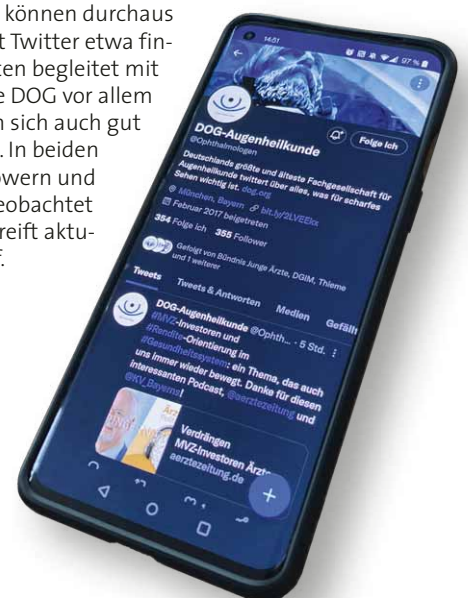 können durchaus
t Twitter etwa fin-
ten begleitet mit
e DOG vor allem
n sich auch gut
. In beiden
owern und
eobachtet
reift aktu-
f.
14:01
97 %
DOG-Augenheilkunde
Folge ich
@Ophthalmologen
Deutschlands größte und älteste Fachgesellschaft für
Augenheilkunde twittert über alles, was für scharfes
Sehen wichtig ist. dog.org
München, Bayern bit.ly/2LYEEkx
Februar 2017 beigetreten
354 Folge ich 355 Follower
Gefolgt von Bündnis Junge Ärzte, DGIM, Thieme
und 1 weiterer
Tweets Tweets & Antworten Medien Gefällt
DOG-Augenheilkunde @Ophth... · 5 Std.
#MVZ-Investoren und
#Rendite-Orientierung im
#Gesundheitssystem: ein Thema, das auch
uns immer wieder bewegt. Danke für diesen
interessanten Podcast, @aerztezeitung und
@KV_Bayerns!
Verdrängen
MVZ-Investoren Ärzt
aerztezeitung.de